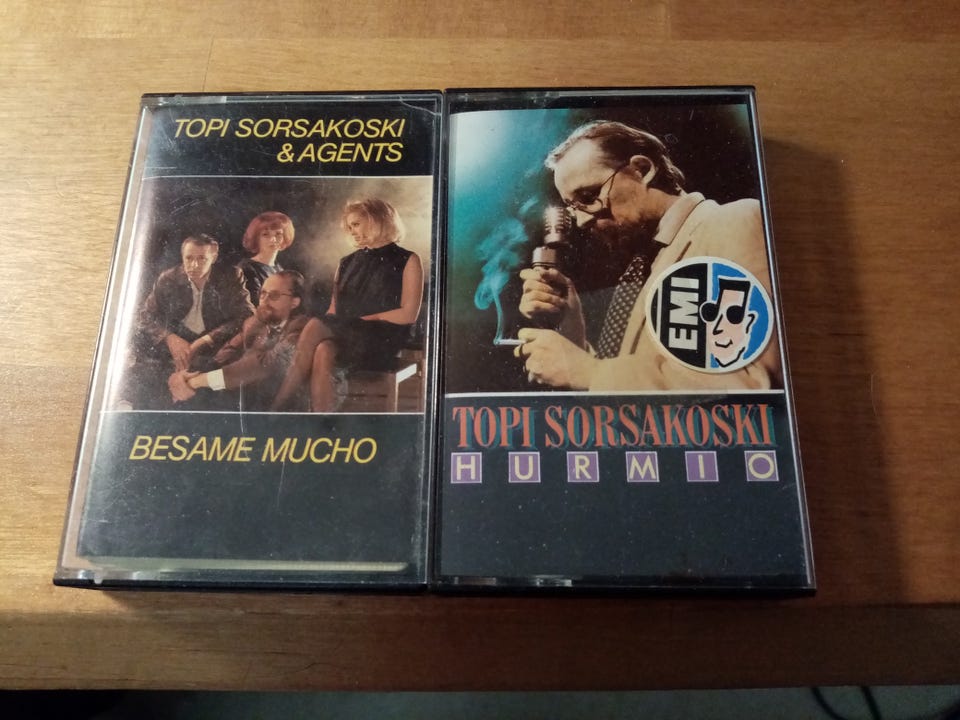 TOPI SORSAKOSKI
& AGENTS
BESAME MUCHO
EMI
TOPI SORSAKOSKI
HURMIO